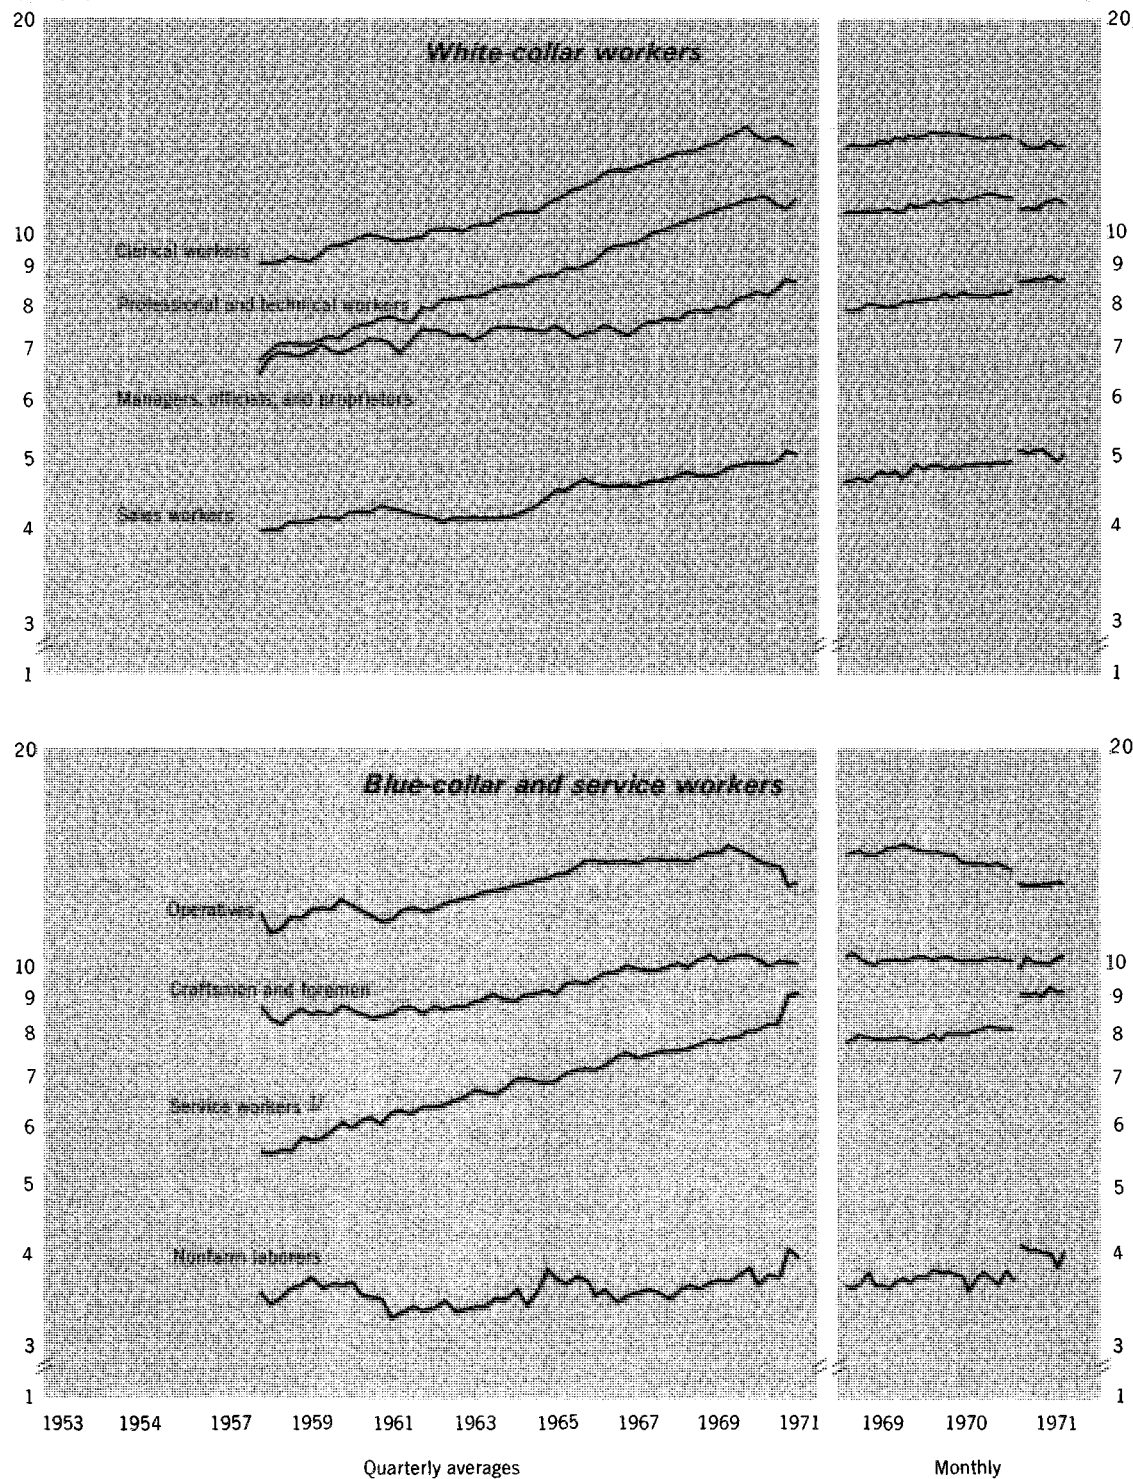 20 20
White-collar workers
10 10
Clerical workers
9 9
Professional and technical workers
8 8
7 7
Managers, officials, and proprietors
6 6
5 5
Sales workers
4 4
3 3
1 1
20 20
Blue-collar and service workers
Operatives
10 10
Craftsmen and foremen
9 9
8 8
7 7
Service workers 1/
6 6
5 5
Nonfarm laborers
4 4
3 3
1 1
1953 1954 1957 1959 1961 1963 1965 1967 1969 1971 1969 1970 1971
Quarterly averages Monthly